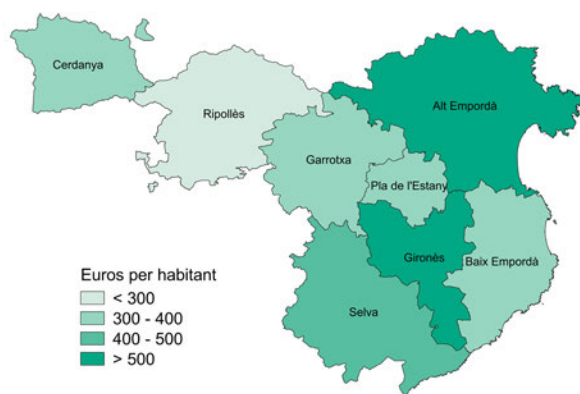 Cerdanya
Ripollès
Alt Empordà
Garrotxa
Pla de l'Estany
Gironès
Baix Empordà
Selva
Euros per habitant
< 300
300 - 400
400 - 500
> 500